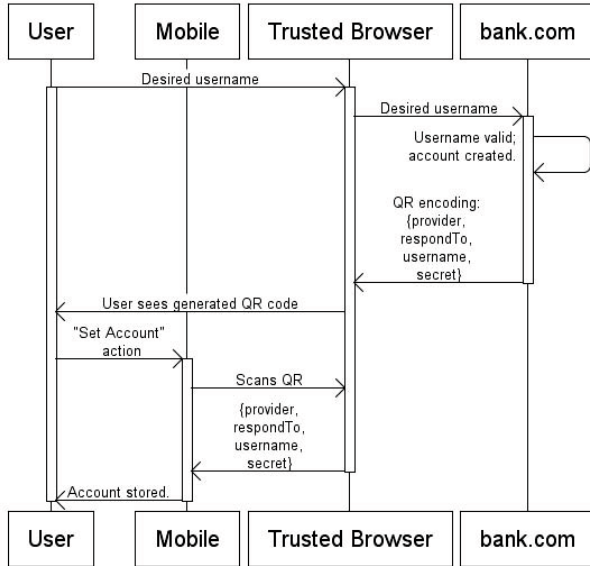 User Mobile Trusted Browser bank.com
Desired username
Desired username
Username valid;
account created.
QR encoding:
{provider,
respondTo,
username,
secret}
User sees generated QR code
"Set Account"
action
Scans QR
{provider,
respondTo,
username,
secret}
Account stored.
User Mobile Trusted Browser bank.com